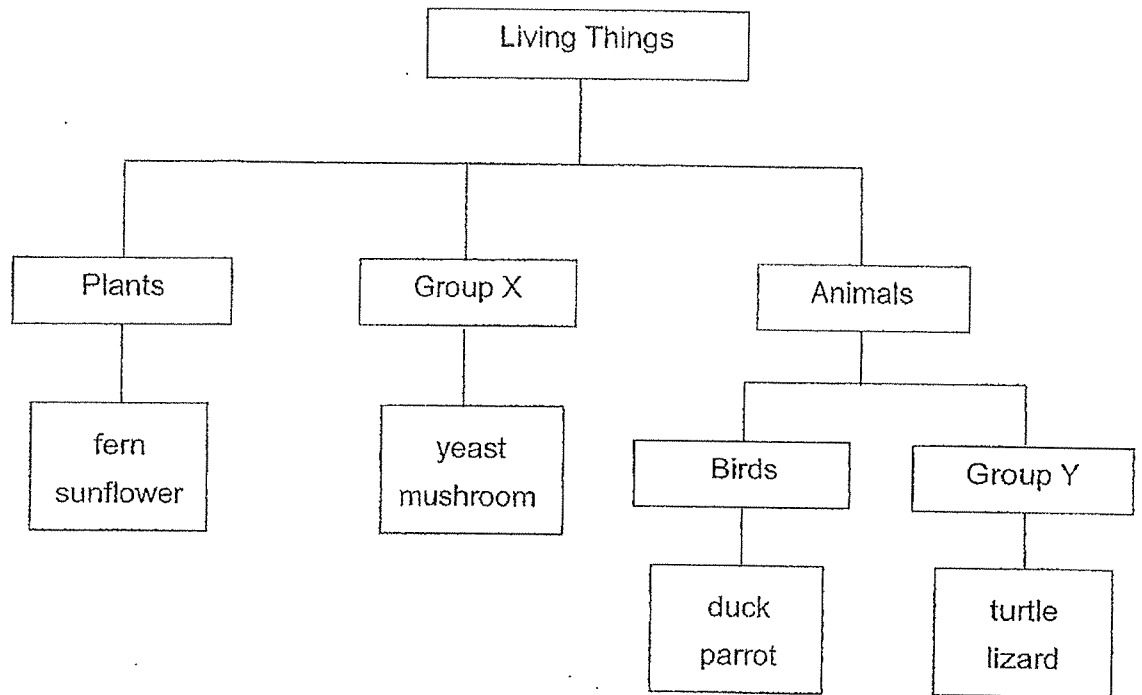 Living Things
Plants
Group X
Animals
fern
sunflower
yeast
mushroom
Birds
Group Y
duck
parrot
turtle
lizard